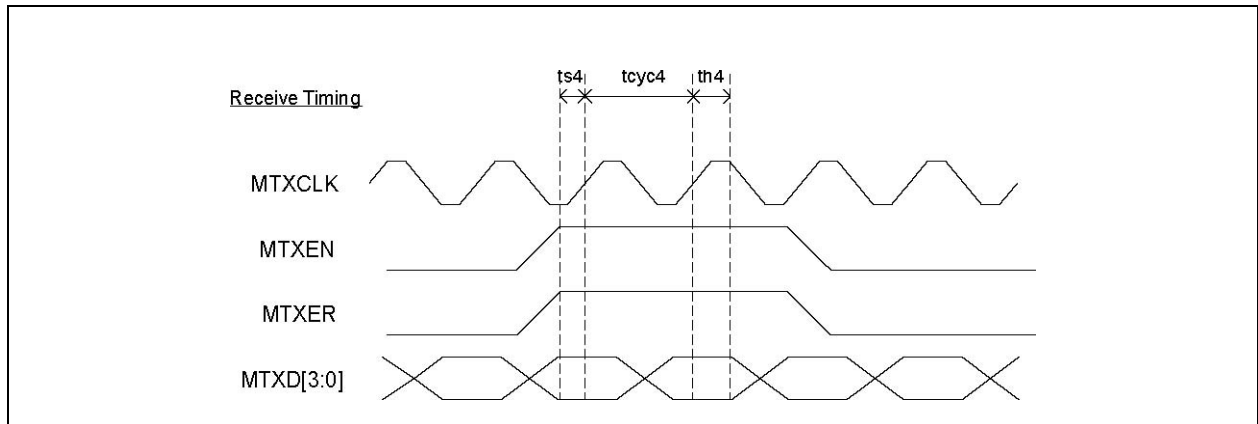 ts4 tcyc4 th4
Receive Timing
MTXCLK
MTXEN
MTXER
MTXD[3:0]